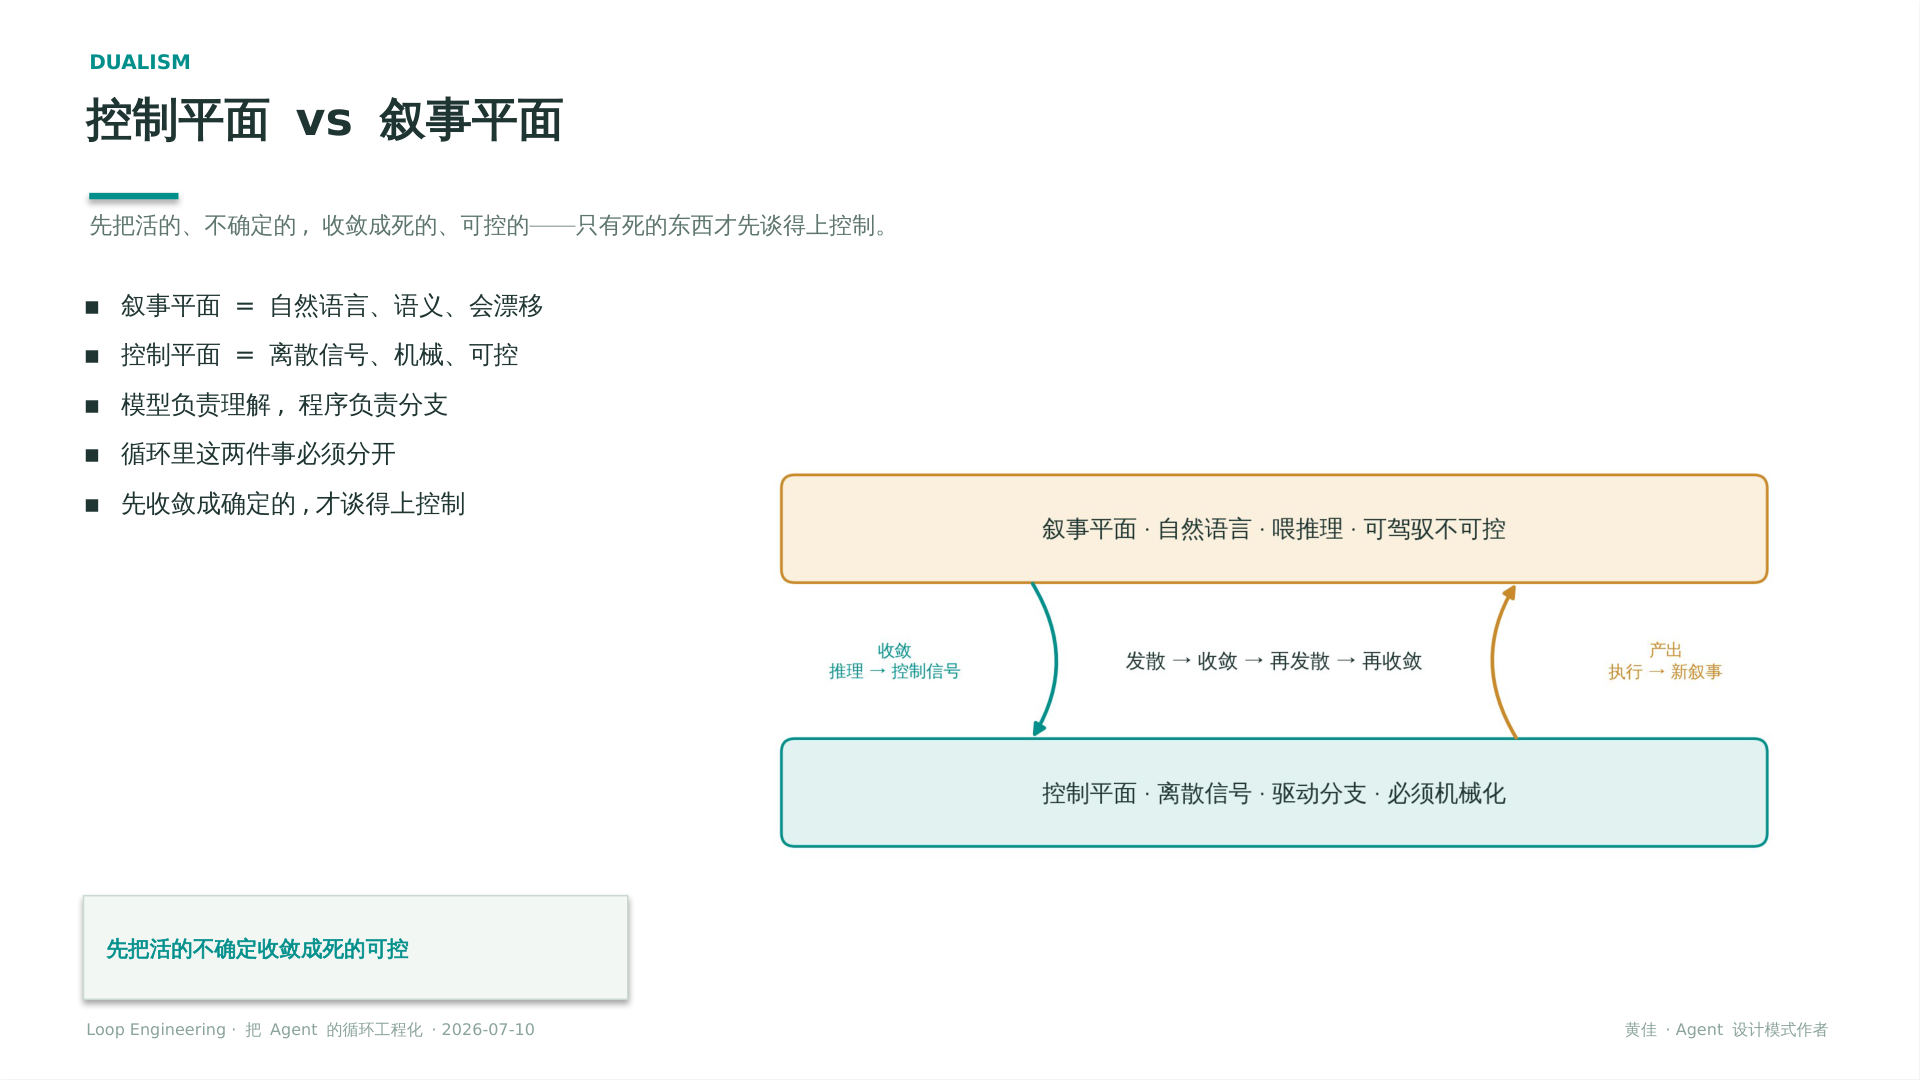 DUALISM
控制平面 vs 叙事平面
先把活的、不确定的，收敛成死的、可控的——只有死的东西才先谈得上控制。
▪ 叙事平面 = 自然语言、语义、会漂移
▪ 控制平面 = 离散信号、机械、可控
▪ 模型负责理解，程序负责分支
▪ 循环里这两件事必须分开
▪ 先收敛成确定的，才谈得上控制
叙事平面 · 自然语言 · 喂推理 · 可驾驭不可控
收敛
推理 → 控制信号
发散 → 收敛 → 再发散 → 再收敛
产出
执行 → 新叙事
控制平面 · 离散信号 · 驱动分支 · 必须机械化
先把活的不确定收敛成死的可控
Loop Engineering · 把 Agent 的循环工程化 · 2026-07-10
黄佳 · Agent 设计模式作者